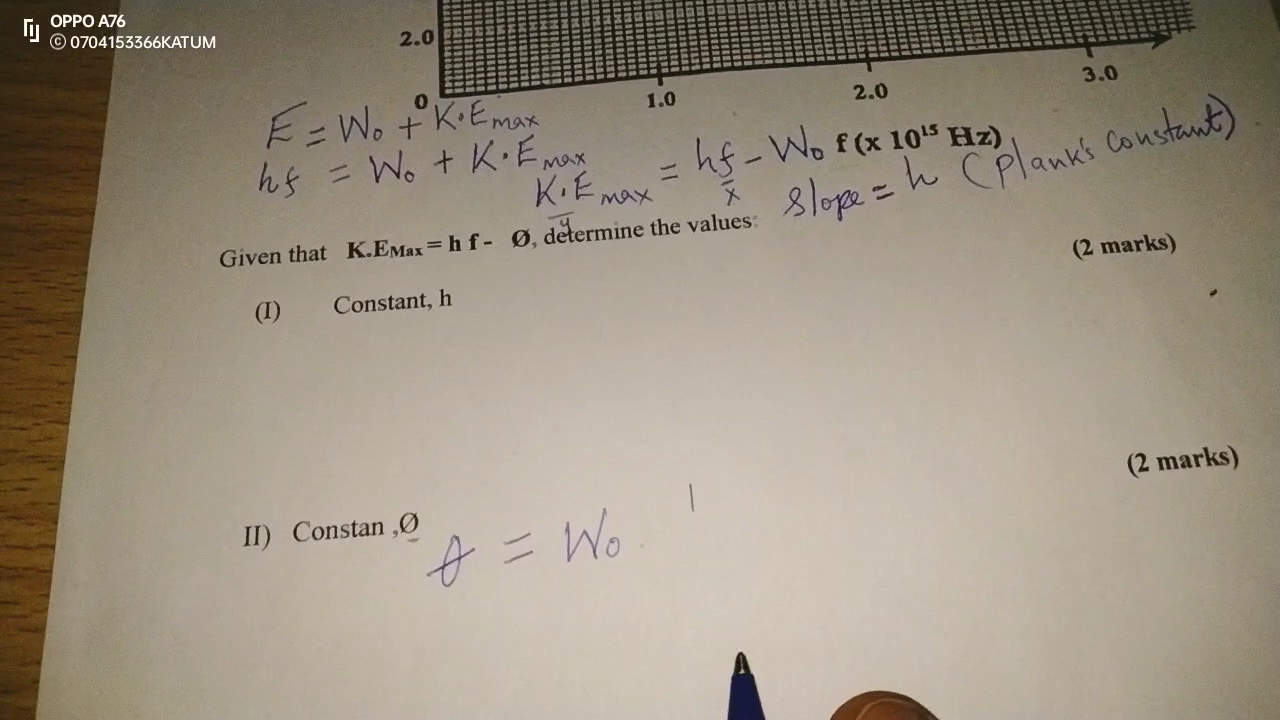 OPPO A76
© 0704153366KATUM
2.0
0
1.0
2.0
3.0
f (x 10¹⁵ Hz)
E = W₀ + K.E max
hf = W₀ + K.E max
K.E max = hf - W₀
y
x
Slope = h (Plank's Constant)
Given that K.EMax = h f - Ø, determine the values:
(2 marks)
(I) Constant, h
(2 marks)
II) Constan ,Ø
Ø = W₀